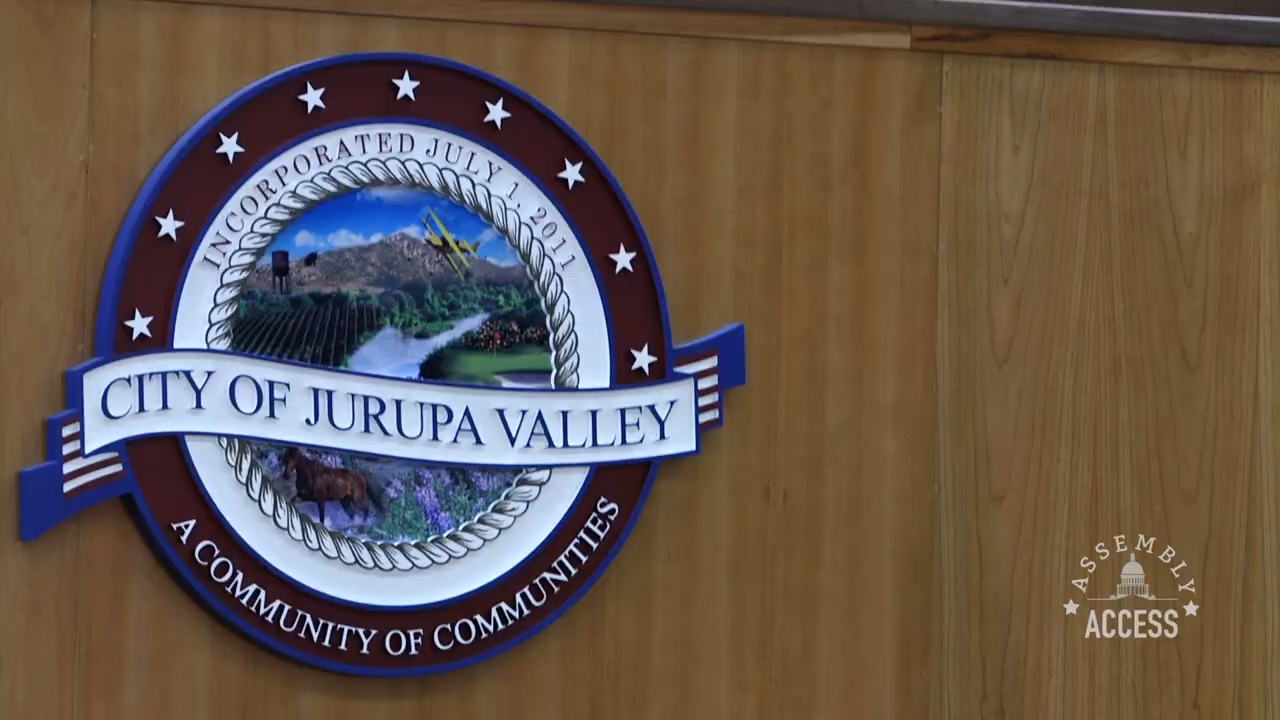 INCORPORATED JULY 1, 2011
CITY OF JURUPA VALLEY
A COMMUNITY OF COMMUNITIES
ASSEMBLY
ACCESS